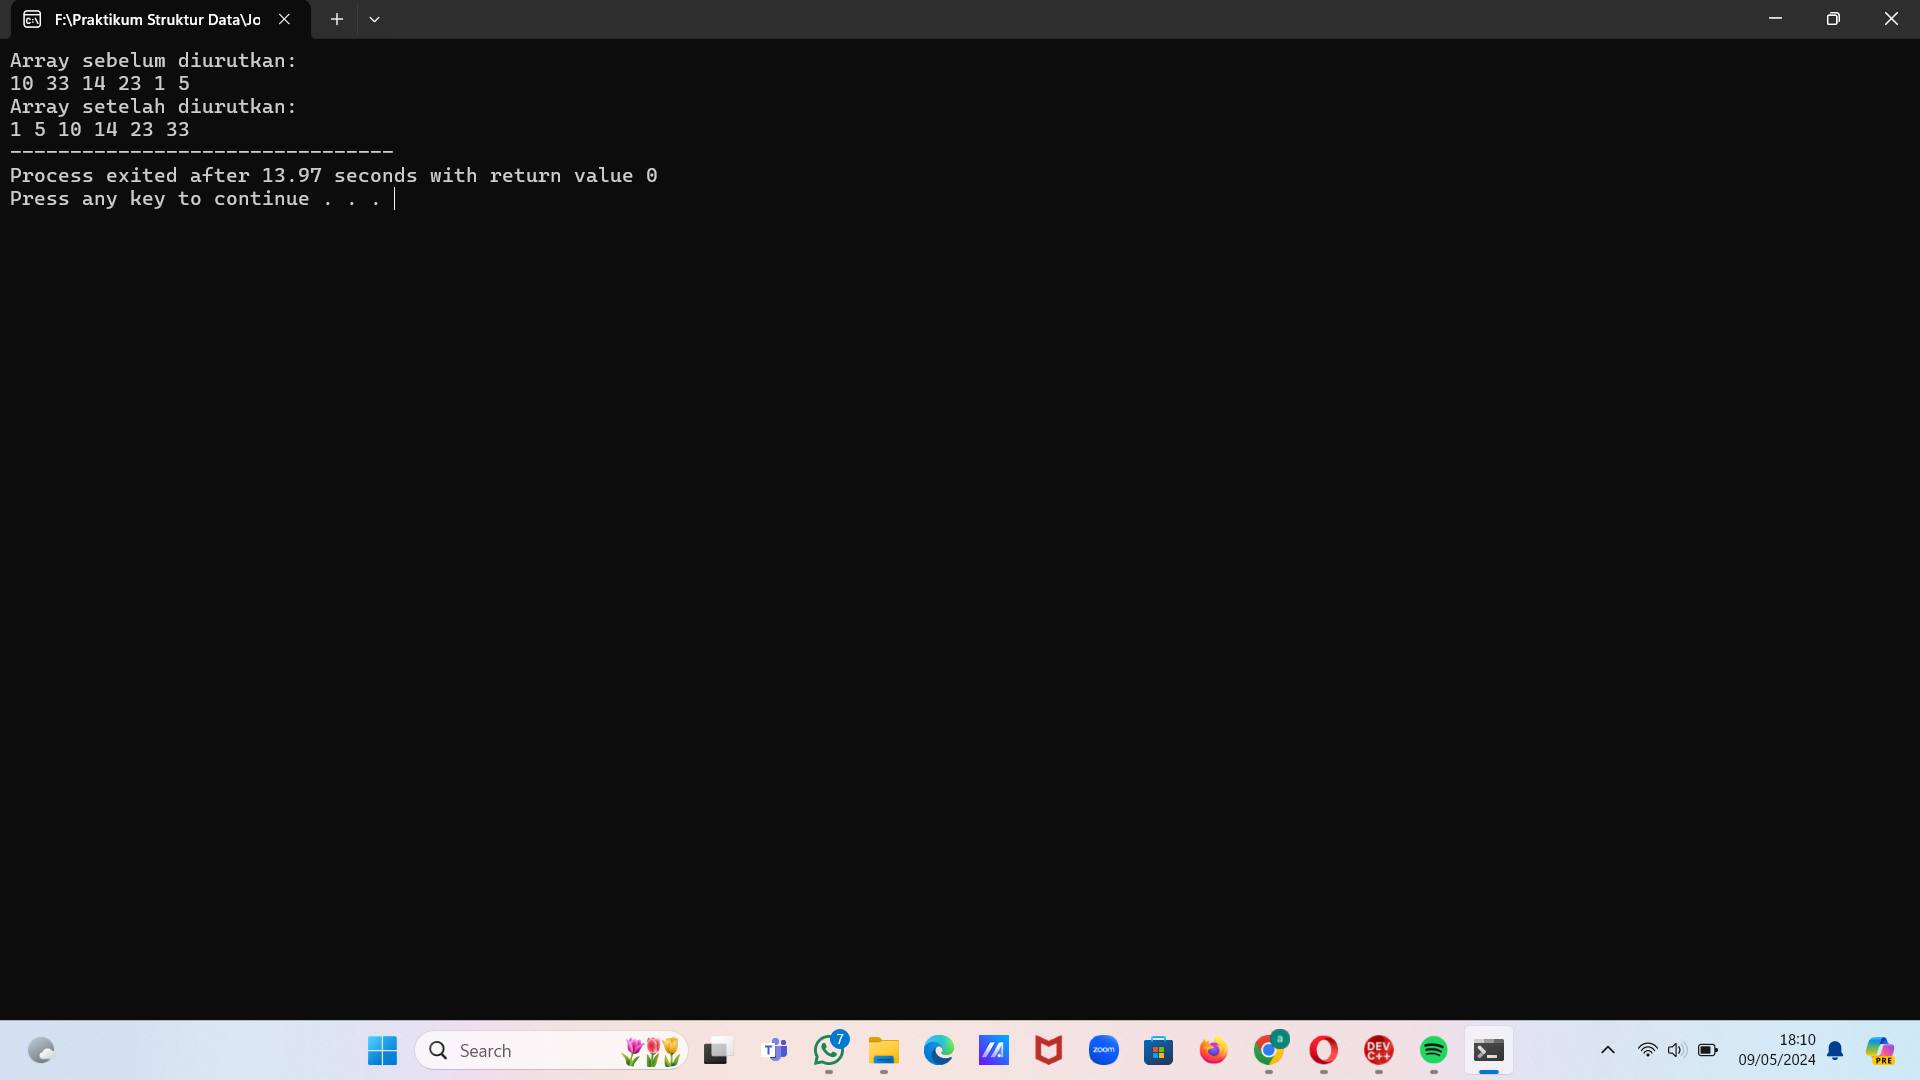 F:\Praktikum Struktur Data\Jo
Array sebelum diurutkan:
10 33 14 23 1 5
Array setelah diurutkan:
1 5 10 14 23 33
--------------------------------
Process exited after 13.97 seconds with return value 0
Press any key to continue . . .
Search
7
zoom
a
DEV
C++
18:10
09/05/2024
PRE